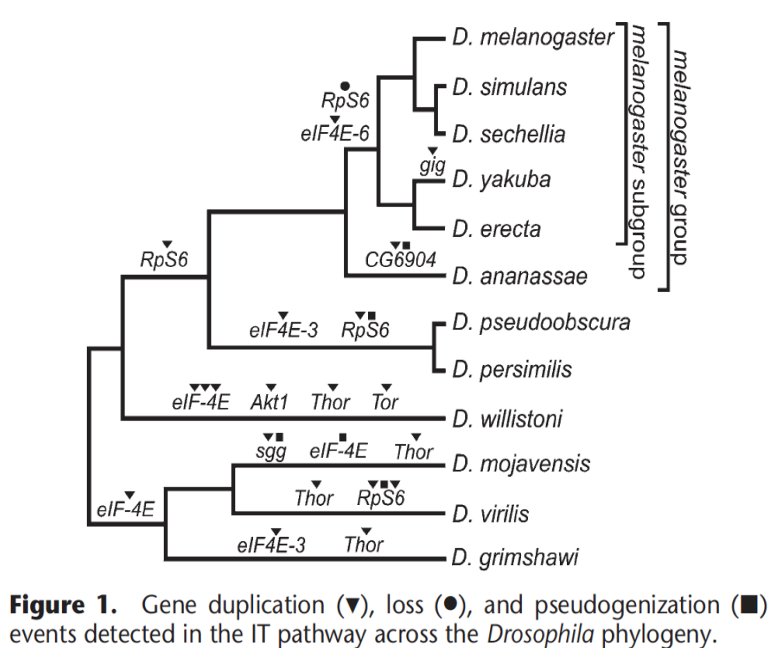 D. melanogaster
D. simulans
RpS6
eIF4E-6
D. sechellia
gig
D. yakuba
D. erecta
melanogaster subgroup
melanogaster group
RpS6
CG6904
D. ananassae
eIF4E-3 RpS6
D. pseudoobscura
D. persimilis
eIF-4E Akt1 Thor Tor
D. willistoni
sgg eIF-4E Thor
D. mojavensis
eIF-4E
Thor RpS6
D. virilis
eIF4E-3 Thor
D. grimshawi
Figure 1. Gene duplication (▼), loss (●), and pseudogenization (■)
events detected in the IT pathway across the Drosophila phylogeny.